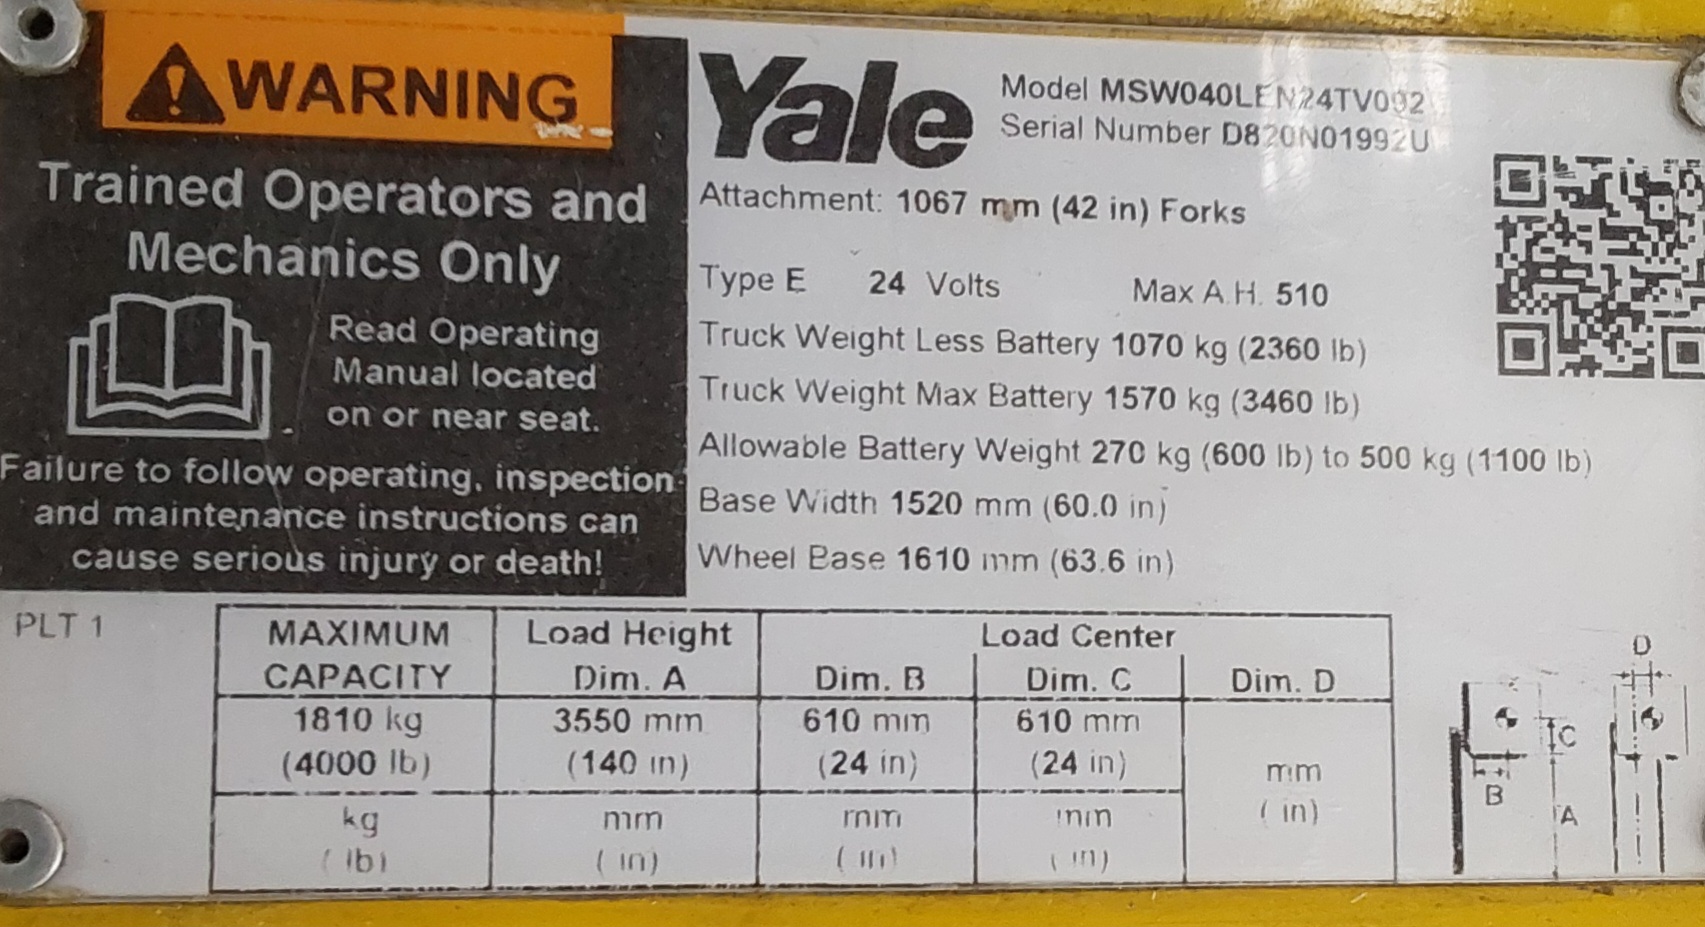 WARNING
Trained Operators and
Mechanics Only
Read Operating
Manual located
on or near seat.
Failure to follow operating, inspection
and maintenance instructions can
cause serious injury or death!
Yale
Model MSW040LEN24TV092
Serial Number D820N01992U
Attachment: 1067 mm (42 in) Forks
Type E 24 Volts Max A.H. 510
Truck Weight Less Battery 1070 kg (2360 lb)
Truck Weight Max Battery 1570 kg (3460 lb)
Allowable Battery Weight 270 kg (600 lb) to 500 kg (1100 lb)
Base Width 1520 mm (60.0 in)
Wheel Base 1610 mm (63.6 in)
PLT 1
MAXIMUM Load Height Load Center
CAPACITY Dim. A Dim. B Dim. C Dim. D
1810 kg 3550 mm 610 mm 610 mm
(4000 lb) (140 in) (24 in) (24 in)
mm
( in)
kg mm mm mm
( lb) ( in) ( in) ( in)
D
C
B
A